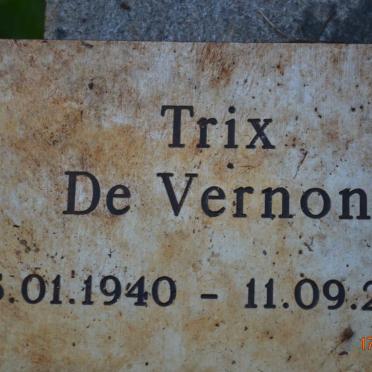 Trix
De Vernon
5.01.1940 - 11.09.2